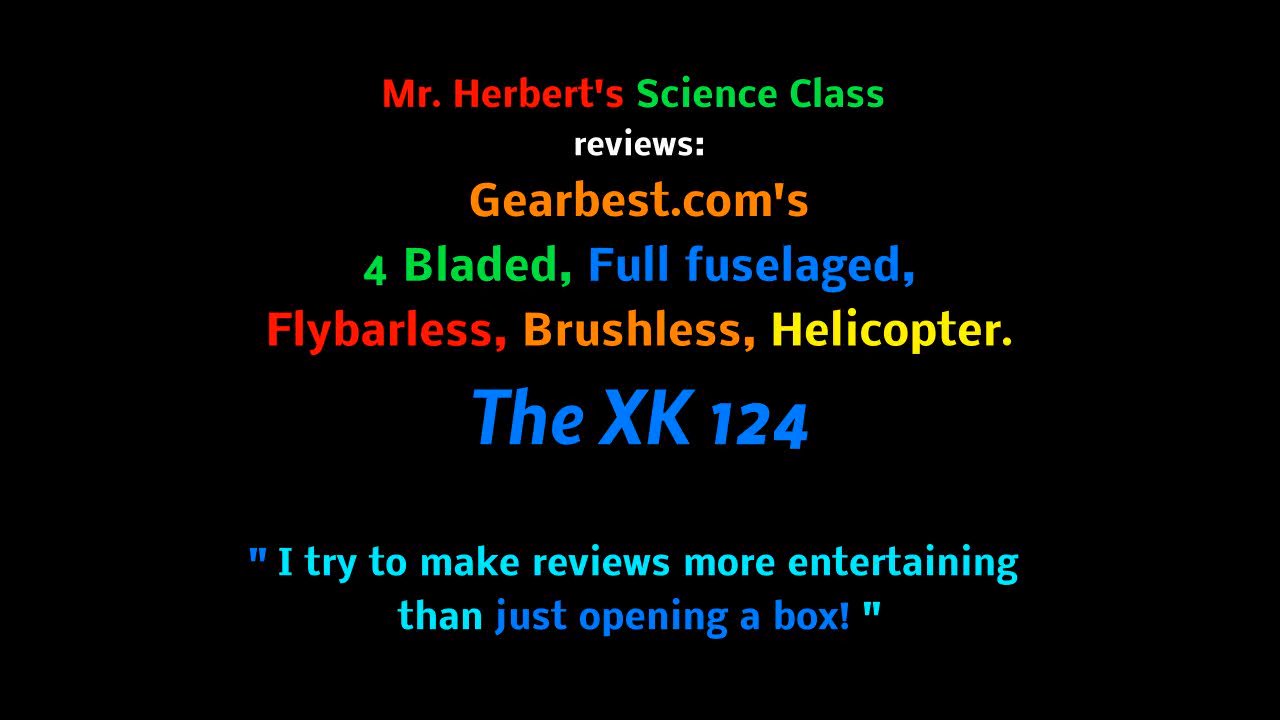 Mr. Herbert's Science Class
reviews:
Gearbest.com's
4 Bladed, Full fuselaged,
Flybarless, Brushless, Helicopter.
The XK 124
" I try to make reviews more entertaining
than just opening a box! "